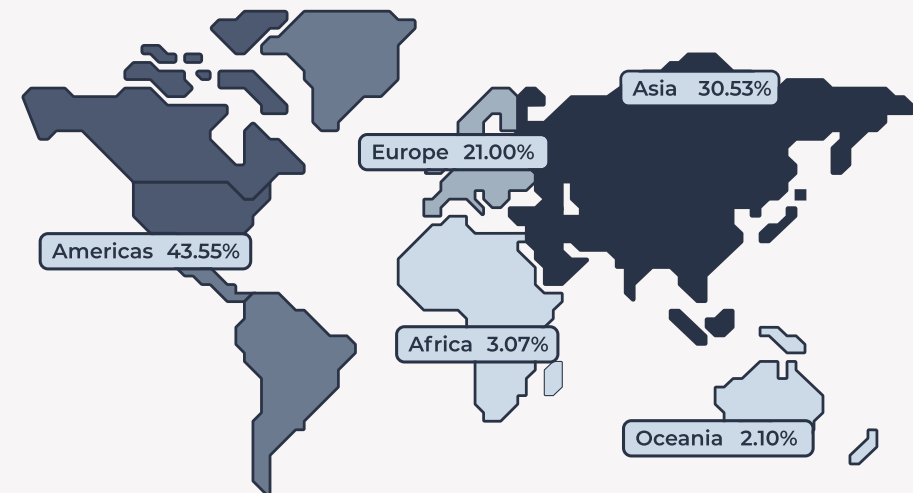 Asia 30.53%
Europe 21.00%
Americas 43.55%
Africa 3.07%
Oceania 2.10%